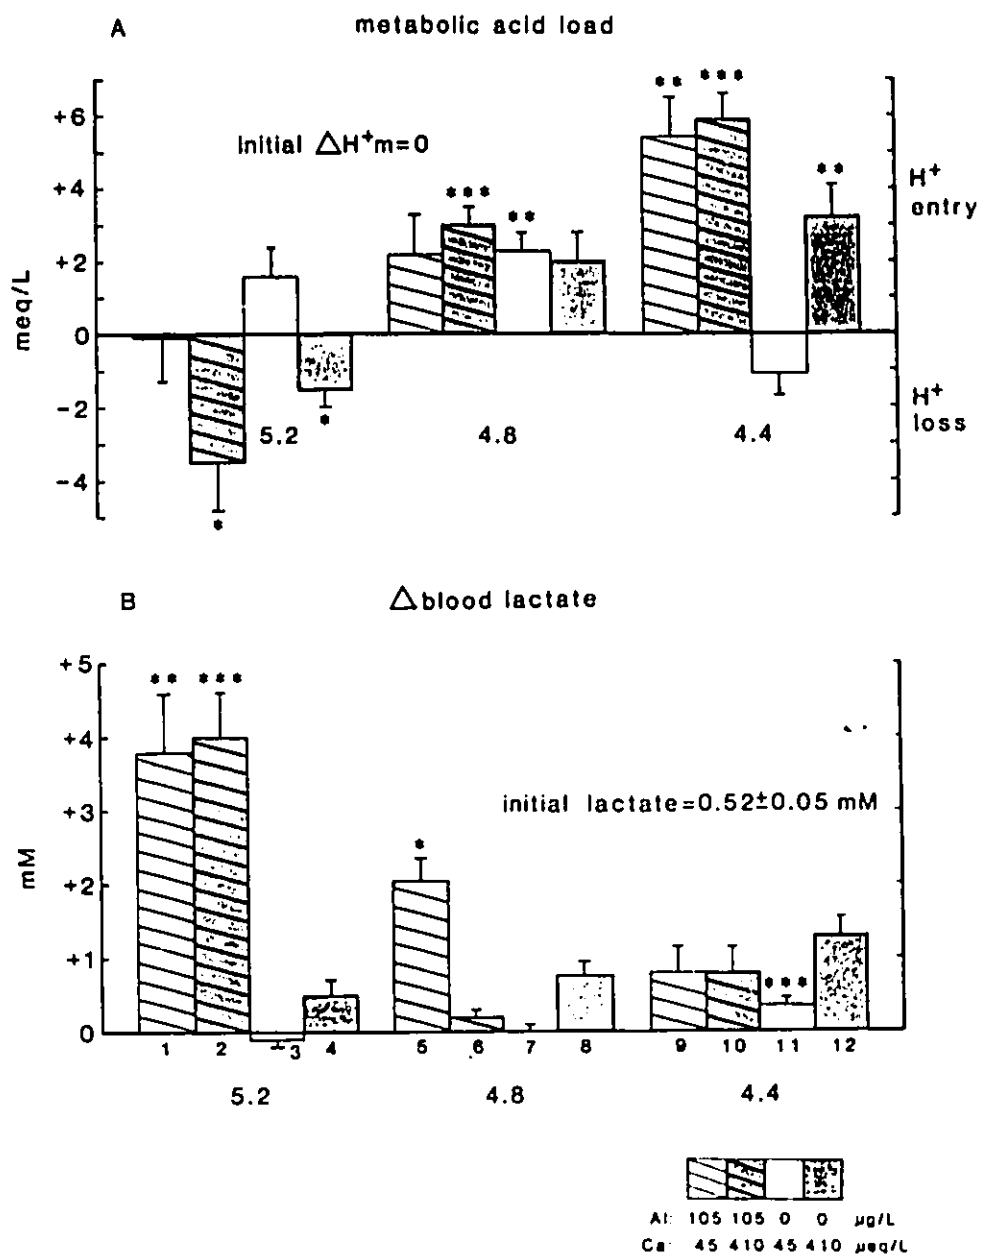 A
metabolic acid load
+6
+4
+2
0
-2
-4
meq/L
Initial △H⁺m=0
** ***
*** **
**
*
*
5.2 4.8 4.4
H⁺
entry
H⁺
loss
B
△blood lactate
+5
+4
+3
+2
+1
0
mM
** ***
*
***
initial lactate=0.52±0.05 mM
1 2 3 4 5 6 7 8 9 10 11 12
5.2 4.8 4.4
Al: 105 105 0 0 µg/L
Ca: 45 410 45 410 µeq/L